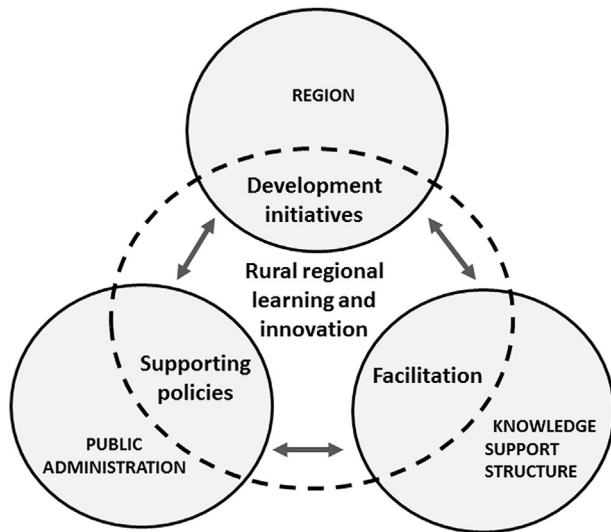 REGION
Development
initiatives
Rural regional
learning and
innovation
Supporting
policies
Facilitation
PUBLIC
ADMINISTRATION
KNOWLEDGE
SUPPORT
STRUCTURE